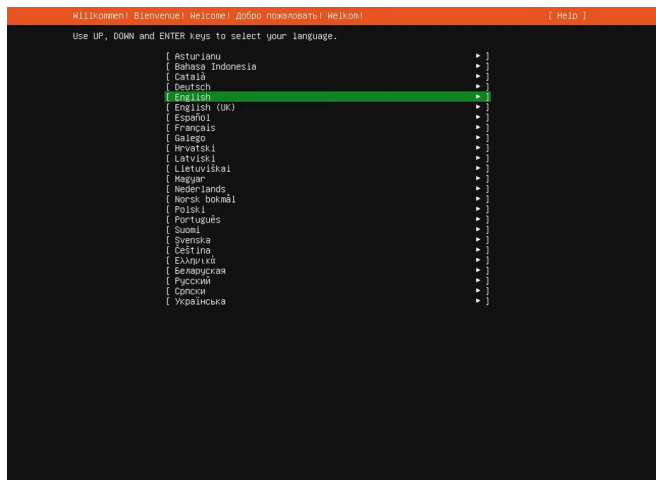 Willkommen! Bienvenue! Welcome! Добро пожаловать! Welkom! [ Help ]
Use UP, DOWN and ENTER keys to select your language.
[ Asturianu ► ]
[ Bahasa Indonesia ► ]
[ Català ► ]
[ Deutsch ► ]
[ English ► ]
[ English (UK) ► ]
[ Español ► ]
[ Français ► ]
[ Galego ► ]
[ Hrvatski ► ]
[ Latviski ► ]
[ Lietuviškai ► ]
[ Magyar ► ]
[ Nederlands ► ]
[ Norsk bokmål ► ]
[ Polski ► ]
[ Português ► ]
[ Suomi ► ]
[ Svenska ► ]
[ Čeština ► ]
[ Ελληνικά ► ]
[ Беларуская ► ]
[ Русский ► ]
[ Српски ► ]
[ Українська ► ]